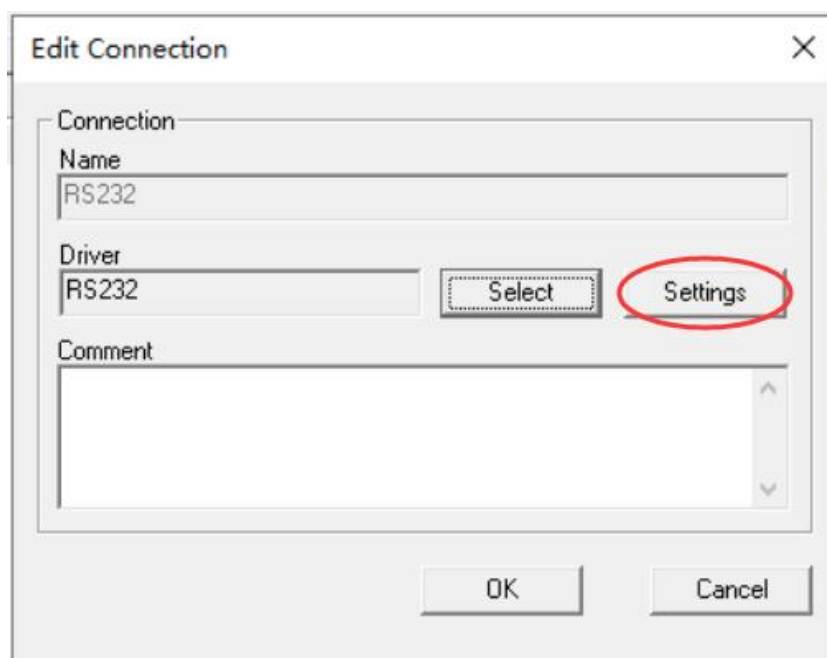 Edit Connection
Connection
Name
RS232
Driver
RS232
Select
Settings
Comment
OK
Cancel